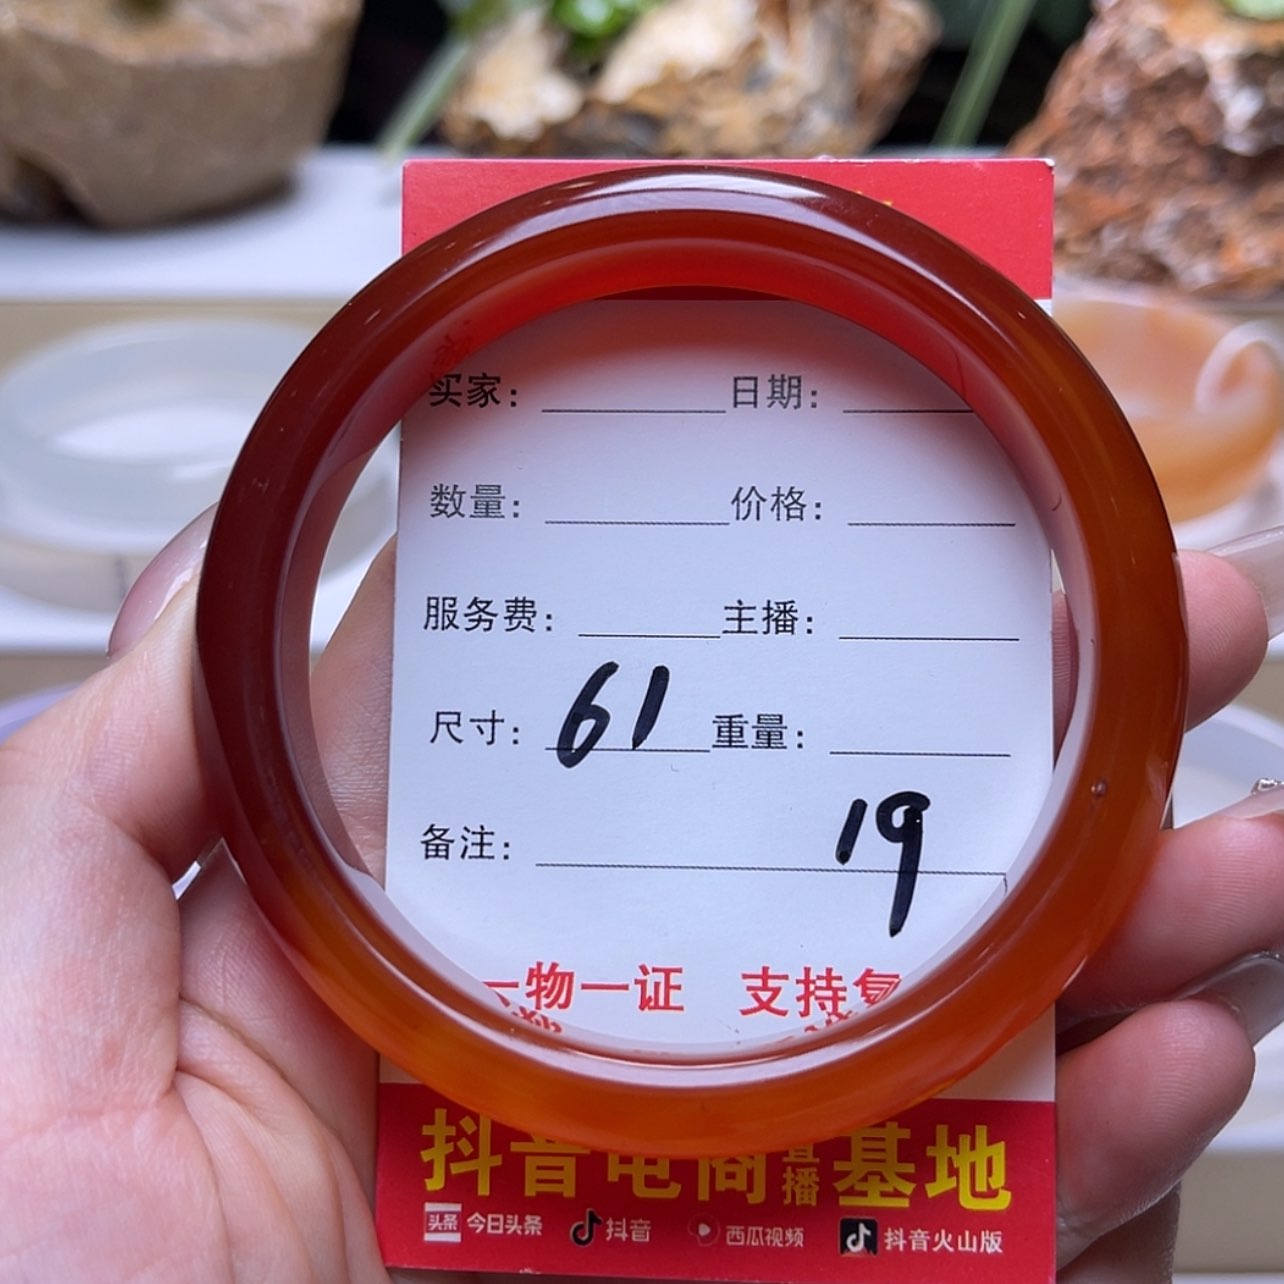 买家： 日期：
数量： 价格：
服务费： 主播：
尺寸： 61 重量：
备注： 19
一物一证 支持复
抖音电商直播基地
头条 今日头条 抖音 西瓜视频 抖音火山版